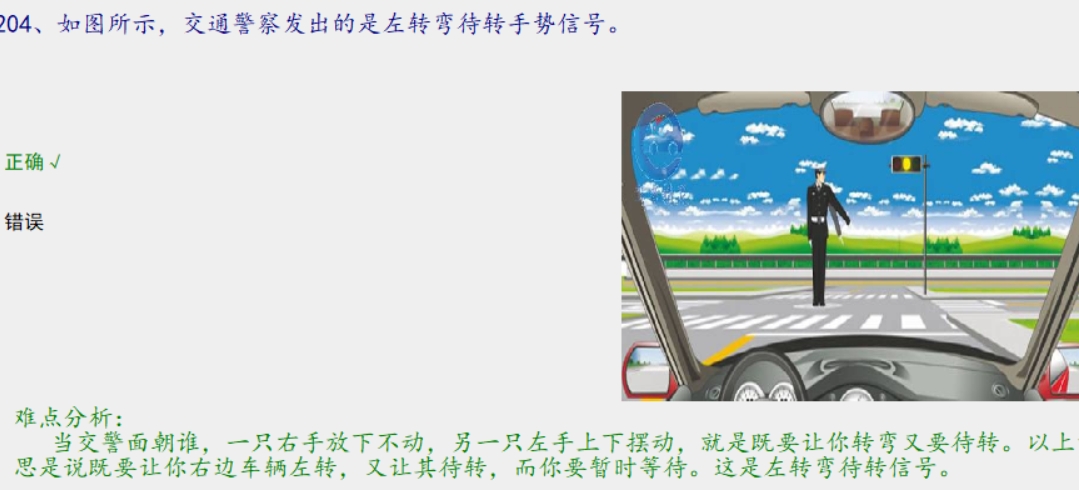 204、如图所示，交通警察发出的是左转弯待转手势信号。
正确√
错误
难点分析：
当交警面朝谁，一只右手放下不动，另一只左手上下摆动，就是既要让你转弯又要待转。以上
思是说既要让你右边车辆左转，又让其待转，而你要暂时等待。这是左转弯待转信号。